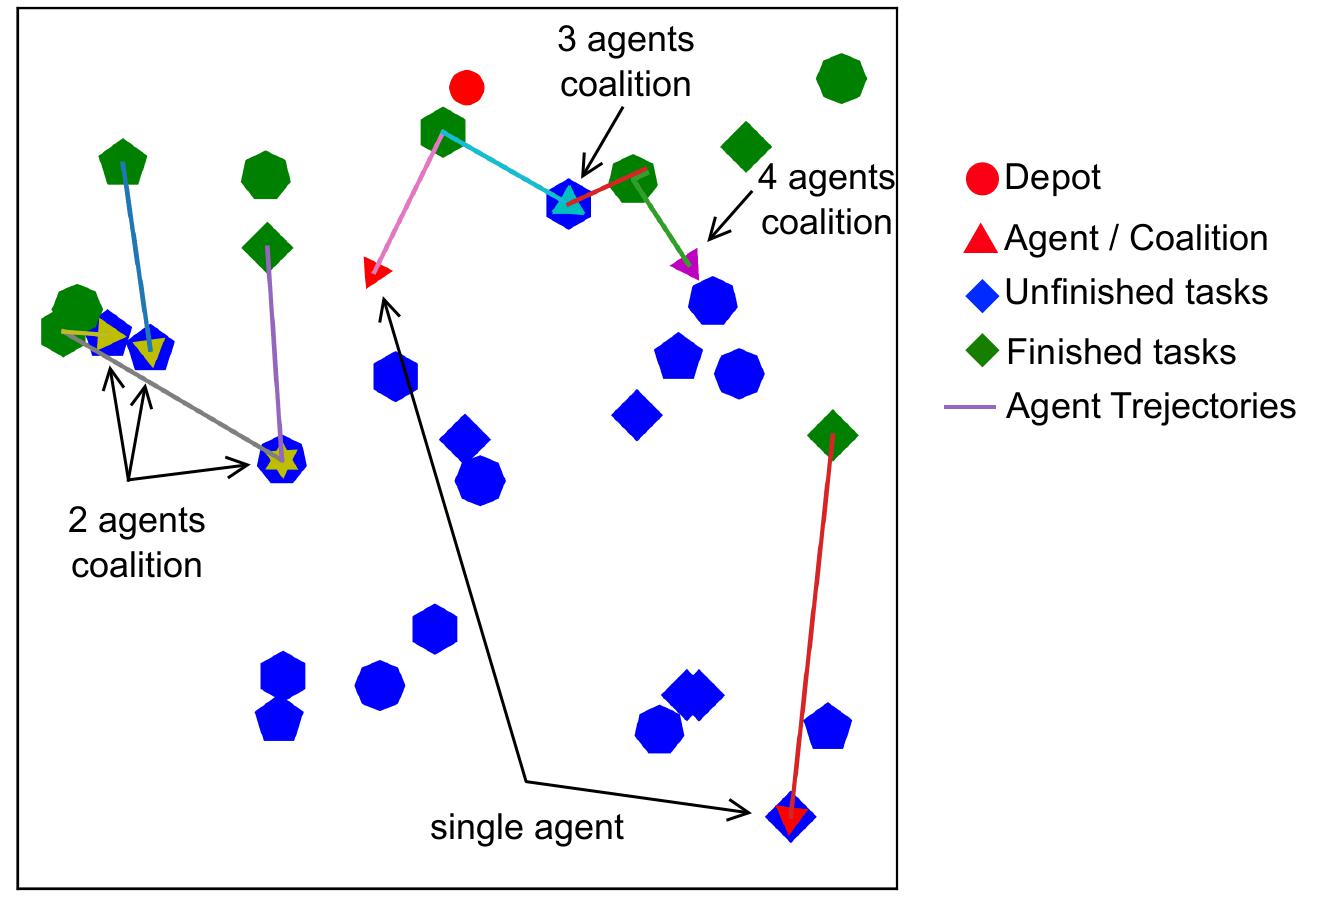 3 agents
coalition
4 agents
coalition
2 agents
coalition
single agent
Depot
Agent / Coalition
Unfinished tasks
Finished tasks
Agent Trejectories